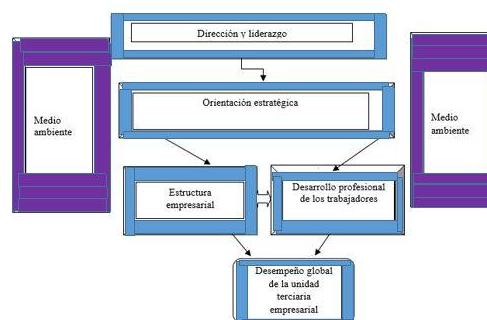 Dirección y liderazgo
Orientación estratégica
Medio
ambiente
Medio
ambiente
Estructura
empresarial
Desarrollo profesional
de los trabajadores
Desempeño global
de la unidad
terciaria
empresarial